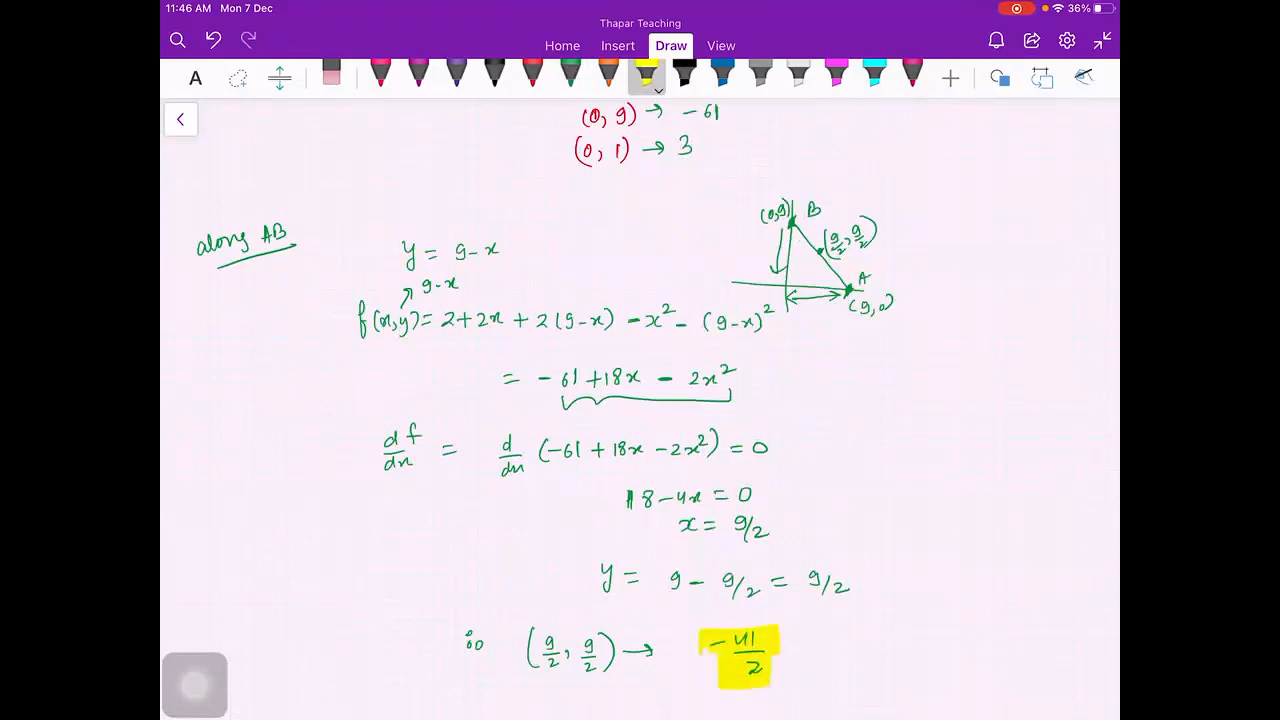 11:46 AM Mon 7 Dec
36%
Thapar Teaching
Home Insert Draw View
A
(0, 9) → - 61
(0, 1) → 3
along AB
(0,9) B
(9/2, 9/2)
A
(9,0)
y = 9 - x
9-x
f(x,y) = 2+2x + 2(9-x) - x² - (9-x)²
= - 61 + 18x - 2x²
df/dx = d/dx (-61 + 18x - 2x²) = 0
18 - 4x = 0
x = 9/2
y = 9 - 9/2 = 9/2
∴ (9/2, 9/2) → -41/2